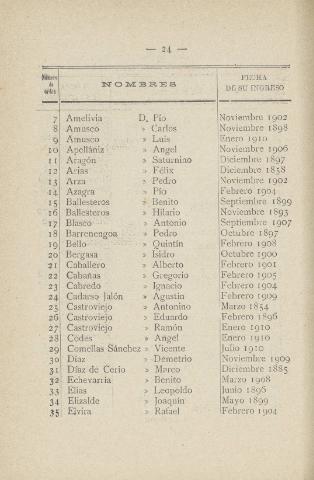 — 24 —
Número de orden NOMBRES FECHA DE SU INGRESO
7 Amelivia D. Pío Noviembre 1902
8 Amusco » Carlos Noviembre 1898
9 Amusco » Luis Enero 1910
10 Apellániz » Angel Noviembre 1906
11 Aragón » Saturnino Diciembre 1897
12 Arias » Félix Diciembre 1858
13 Arza » Pedro Noviembre 1902
14 Azagra » Pío Febrero 1904
15 Ballesteros » Benito Septiembre 1899
16 Ballesteros » Hilario Noviembre 1893
17 Blasco » Antonio Septiembre 1907
18 Barrenengoa » Pedro Octubre 1897
19 Bello » Quintín Febrero 1908
20 Bergasa » Isidro Octubre 1900
21 Caballero » Alberto Febrero 1901
22 Cabañas » Gregorio Febrero 1905
23 Cabredo » Ignacio Febrero 1904
24 Cadarso Jalón » Agustín Febrero 1909
25 Castroviejo » Antonino Marzo 1854
26 Castroviejo » Eduardo Febrero 1896
27 Castroviejo » Ramón Enero 1910
28 Códes » Angel Enero 1910
29 Comellas Sánchez » Vicente Julio 1910
30 Díaz » Demetrio Noviembre 1909
31 Díaz de Cerio » Marco Diciembre 1885
32 Echevarria » Benito Marzo 1908
33 Elías » Leopoldo Junio 1896
34 Elizalde » Joaquín Mayo 1899
35 Elvira » Rafael Febrero 1904